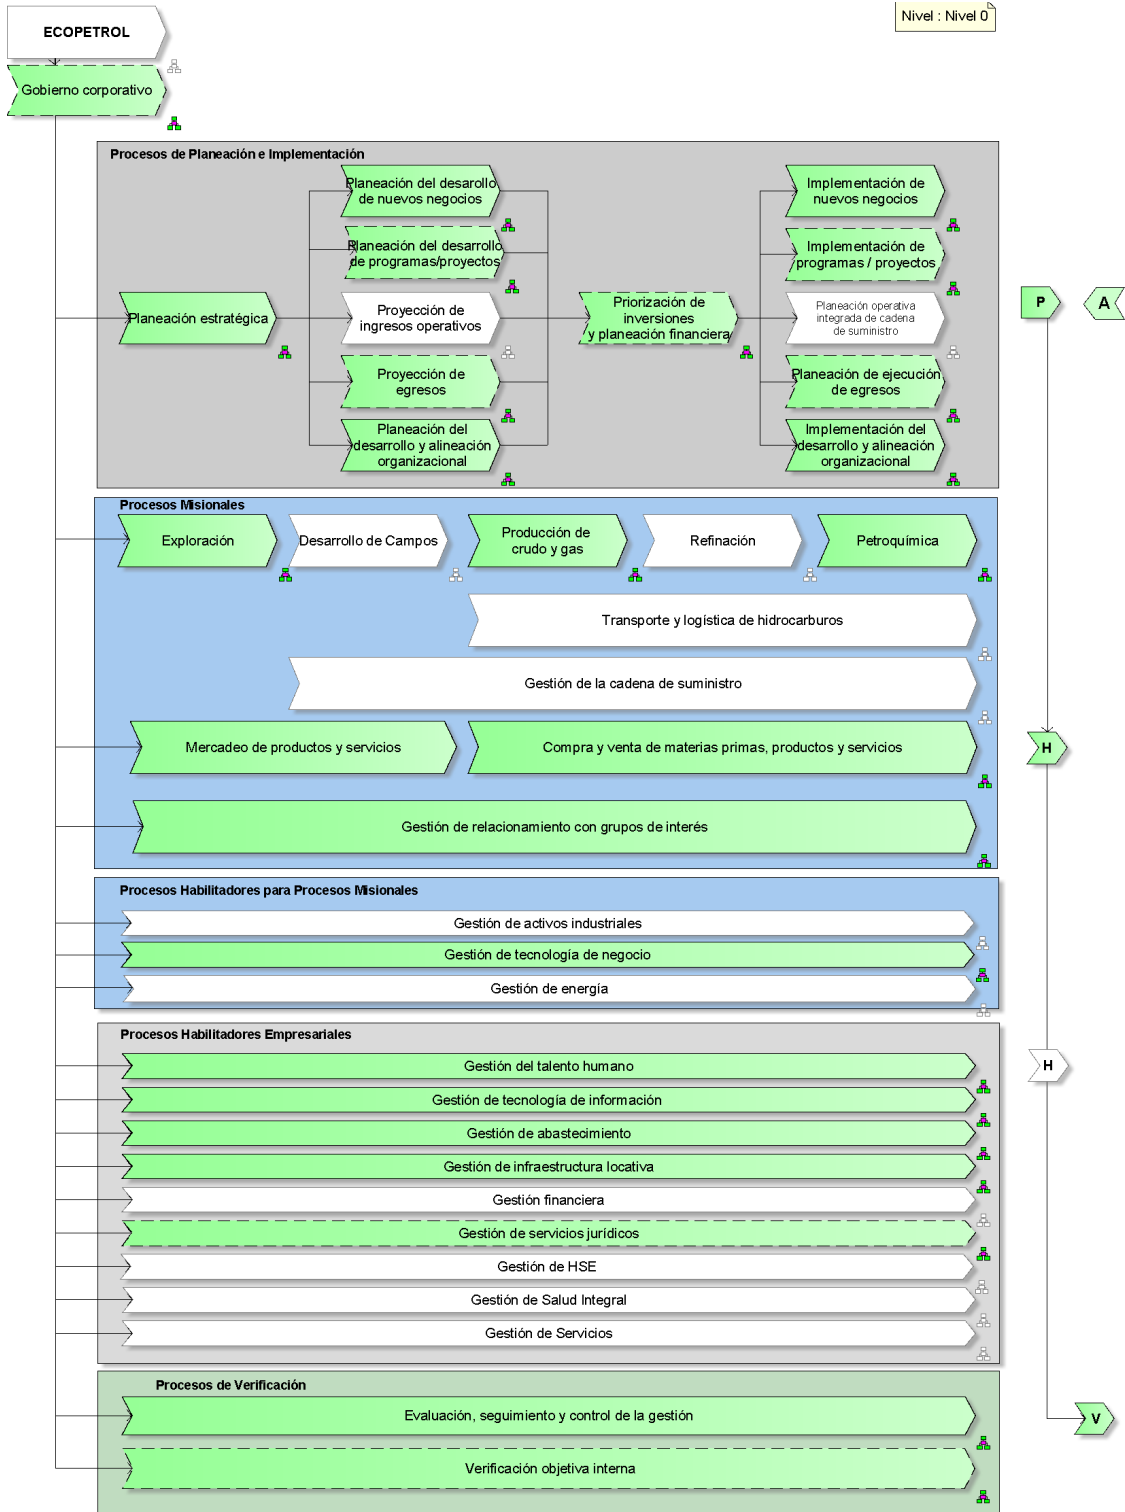 Nivel : Nivel 0
ECOPETROL
Gobierno corporativo
Procesos de Planeación e Implementación
Planeación estratégica
Planeación del desarollo
de nuevos negocios
Planeación del desarrollo
de programas/proyectos
Proyección de
ingresos operativos
Proyección de
egresos
Planeación del
desarrollo y alineación
organizacional
Priorización de
inversiones
y planeación financiera
Implementación de
nuevos negocios
Implementación de
programas / proyectos
Planeación operativa
integrada de cadena
de suministro
Planeación de ejecución
de egresos
Implementación del
desarrollo y alineación
organizacional
P
A
Procesos Misionales
Exploración
Desarrollo de Campos
Producción de
crudo y gas
Refinación
Petroquímica
Transporte y logística de hidrocarburos
Gestión de la cadena de suministro
Mercadeo de productos y servicios
Compra y venta de materias primas, productos y servicios
H
Gestión de relacionamiento con grupos de interés
Procesos Habilitadores para Procesos Misionales
Gestión de activos industriales
Gestión de tecnología de negocio
Gestión de energía
Procesos Habilitadores Empresariales
Gestión del talento humano
H
Gestión de tecnología de información
Gestión de abastecimiento
Gestión de infraestructura locativa
Gestión financiera
Gestión de servicios jurídicos
Gestión de HSE
Gestión de Salud Integral
Gestión de Servicios
Procesos de Verificación
Evaluación, seguimiento y control de la gestión
V
Verificación objetiva interna